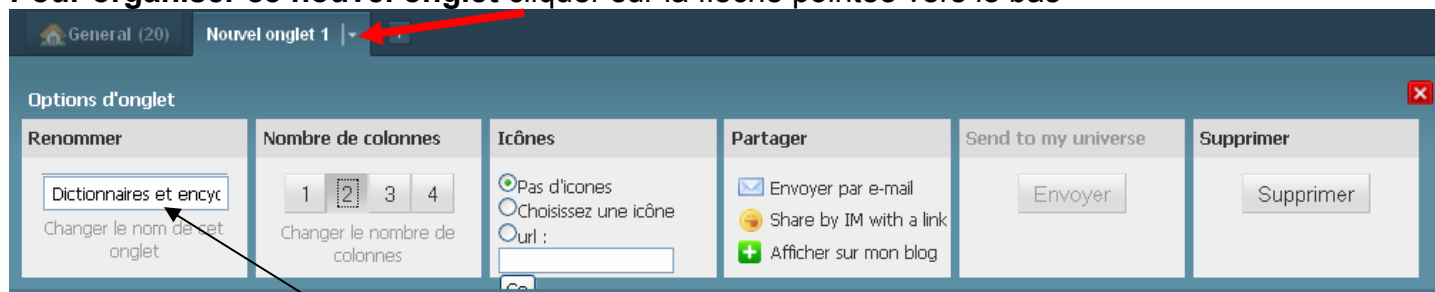 Pour organiser ce nouvel onglet cliquer sur la flèche pointée vers le bas
General (20) Nouvel onglet 1
Options d'onglet
Renommer
Dictionnaires et encyc
Changer le nom de cet
onglet
Nombre de colonnes
1 2 3 4
Changer le nombre de
colonnes
Icônes
Pas d'icones
Choisissez une icône
url :
Go
Partager
Envoyer par e-mail
Share by IM with a link
Afficher sur mon blog
Send to my universe
Envoyer
Supprimer
Supprimer